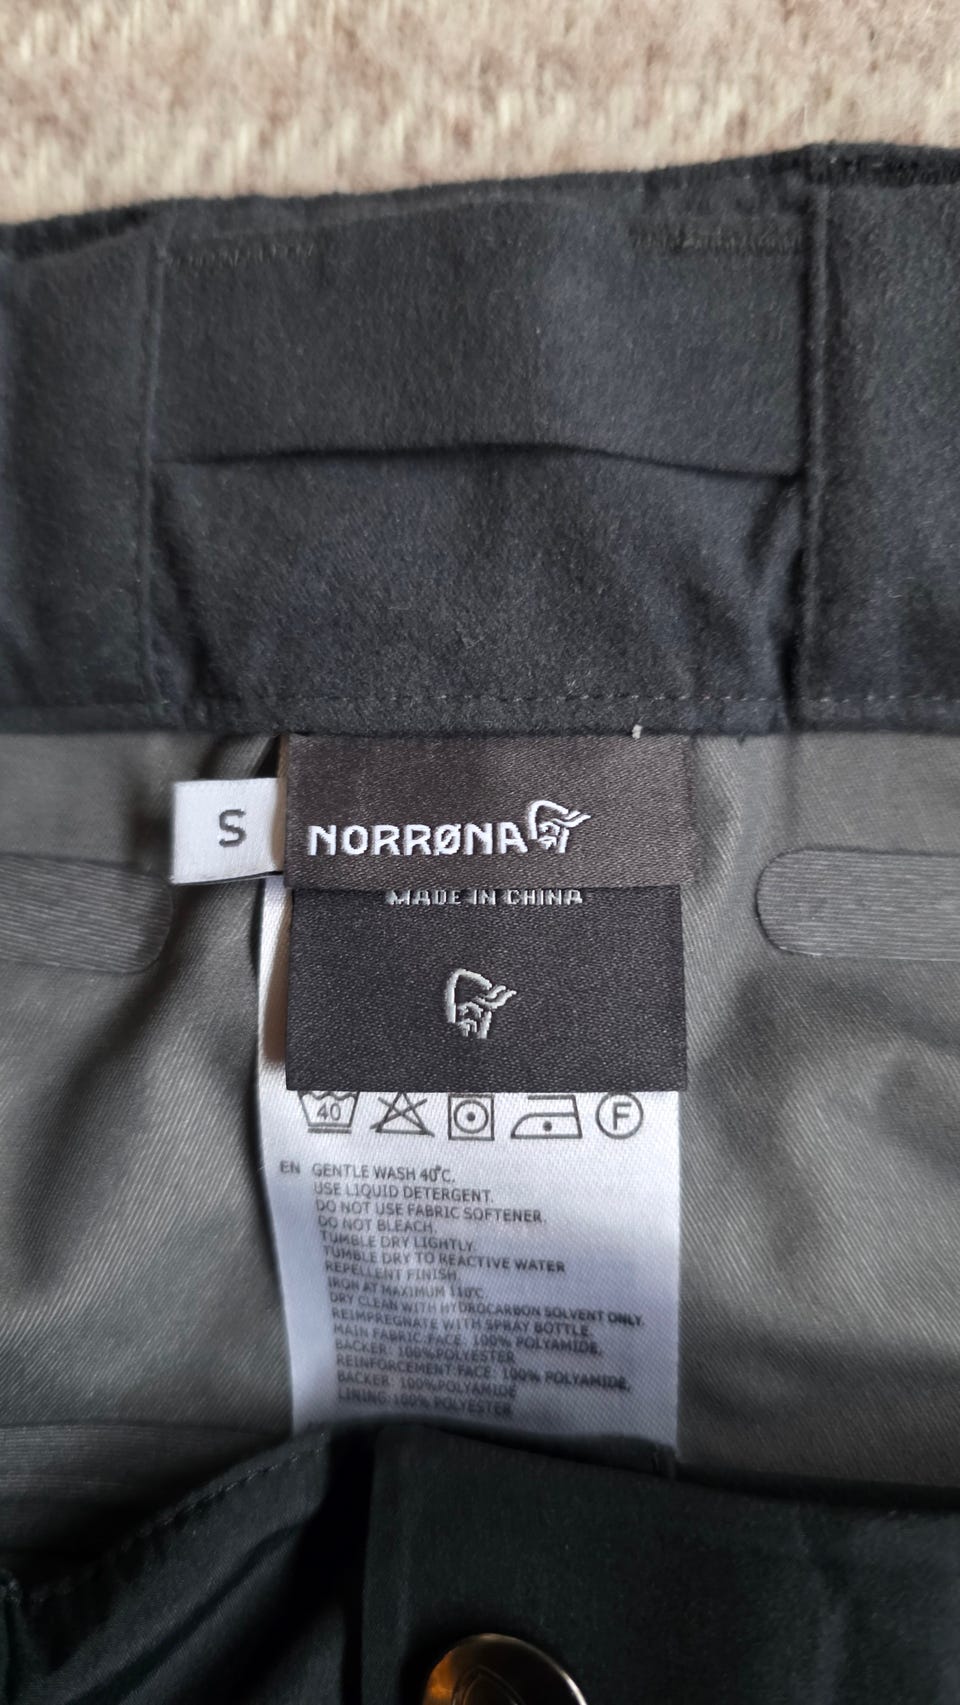 S
NORRØNA
MADE IN CHINA
40
F
EN GENTLE WASH 40°C.
USE LIQUID DETERGENT.
DO NOT USE FABRIC SOFTENER.
DO NOT BLEACH.
TUMBLE DRY LIGHTLY.
TUMBLE DRY TO REACTIVE WATER
REPELLENT FINISH.
IRON AT MAXIMUM 110°C.
DRY CLEAN WITH HYDROCARBON SOLVENT ONLY.
REIMPREGNATE WITH SPRAY BOTTLE.
MAIN FABRIC:FACE: 100% POLYAMIDE,
BACKER: 100%POLYESTER
REINFORCEMENT:FACE: 100% POLYAMIDE,
BACKER: 100%POLYAMIDE
LINING:100% POLYESTER